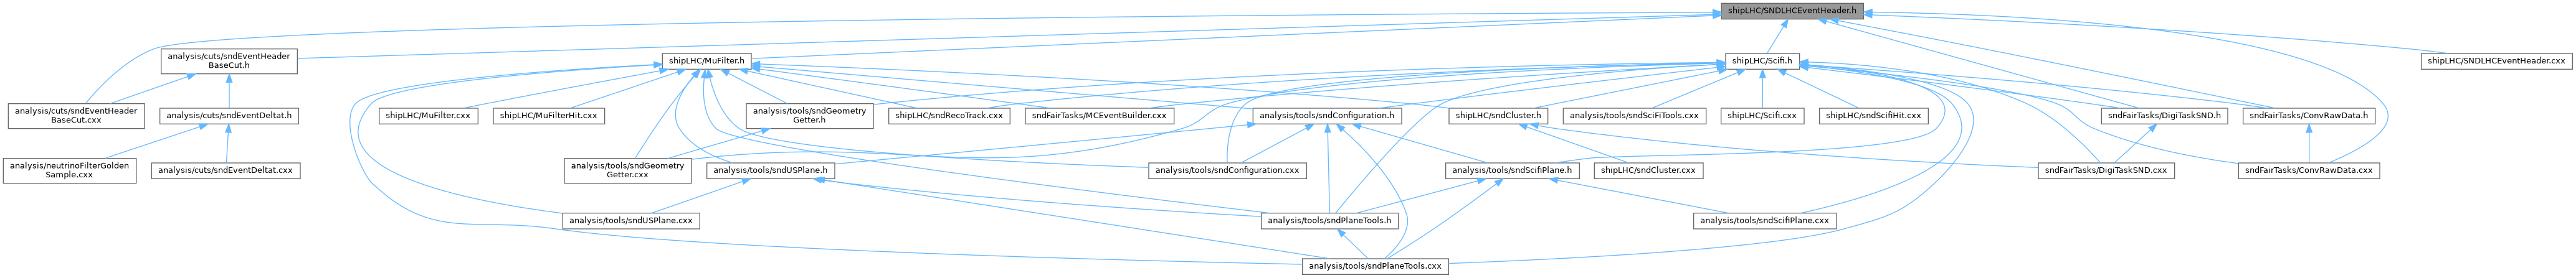 shipLHC/SNDLHCEventHeader.h
analysis/cuts/sndEventHeader
BaseCut.h
shipLHC/MuFilter.h
shipLHC/Scifi.h
shipLHC/SNDLHCEventHeader.cxx
analysis/cuts/sndEventHeader
BaseCut.cxx
analysis/cuts/sndEventDeltat.h
shipLHC/MuFilter.cxx
shipLHC/MuFilterHit.cxx
analysis/tools/sndGeometry
Getter.h
shipLHC/sndRecoTrack.cxx
sndFairTasks/MCEventBuilder.cxx
analysis/tools/sndConfiguration.h
shipLHC/sndCluster.h
analysis/tools/sndSciFiTools.cxx
shipLHC/Scifi.cxx
shipLHC/sndScifiHit.cxx
sndFairTasks/DigiTaskSND.h
sndFairTasks/ConvRawData.h
analysis/neutrinoFilterGolden
Sample.cxx
analysis/cuts/sndEventDeltat.cxx
analysis/tools/sndGeometry
Getter.cxx
analysis/tools/sndUSPlane.h
analysis/tools/sndConfiguration.cxx
analysis/tools/sndScifiPlane.h
shipLHC/sndCluster.cxx
sndFairTasks/DigiTaskSND.cxx
sndFairTasks/ConvRawData.cxx
analysis/tools/sndUSPlane.cxx
analysis/tools/sndPlaneTools.h
analysis/tools/sndScifiPlane.cxx
analysis/tools/sndPlaneTools.cxx